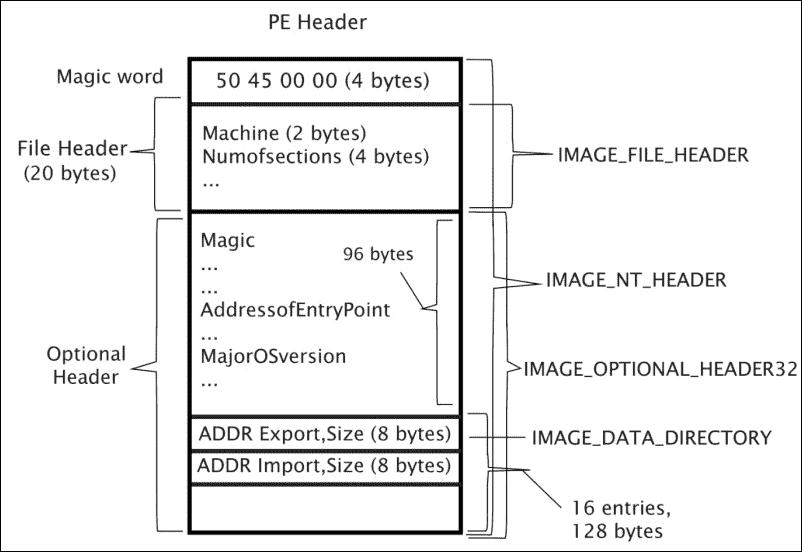 PE Header
Magic word
50 45 00 00 (4 bytes)
File Header
(20 bytes)
Machine (2 bytes)
Numofsections (4 bytes)
...
IMAGE_FILE_HEADER
Optional
Header
Magic
...
...
AddressofEntryPoint
...
MajorOSversion
...
96 bytes
IMAGE_NT_HEADER
IMAGE_OPTIONAL_HEADER32
ADDR Export,Size (8 bytes)
IMAGE_DATA_DIRECTORY
ADDR Import,Size (8 bytes)
16 entries,
128 bytes